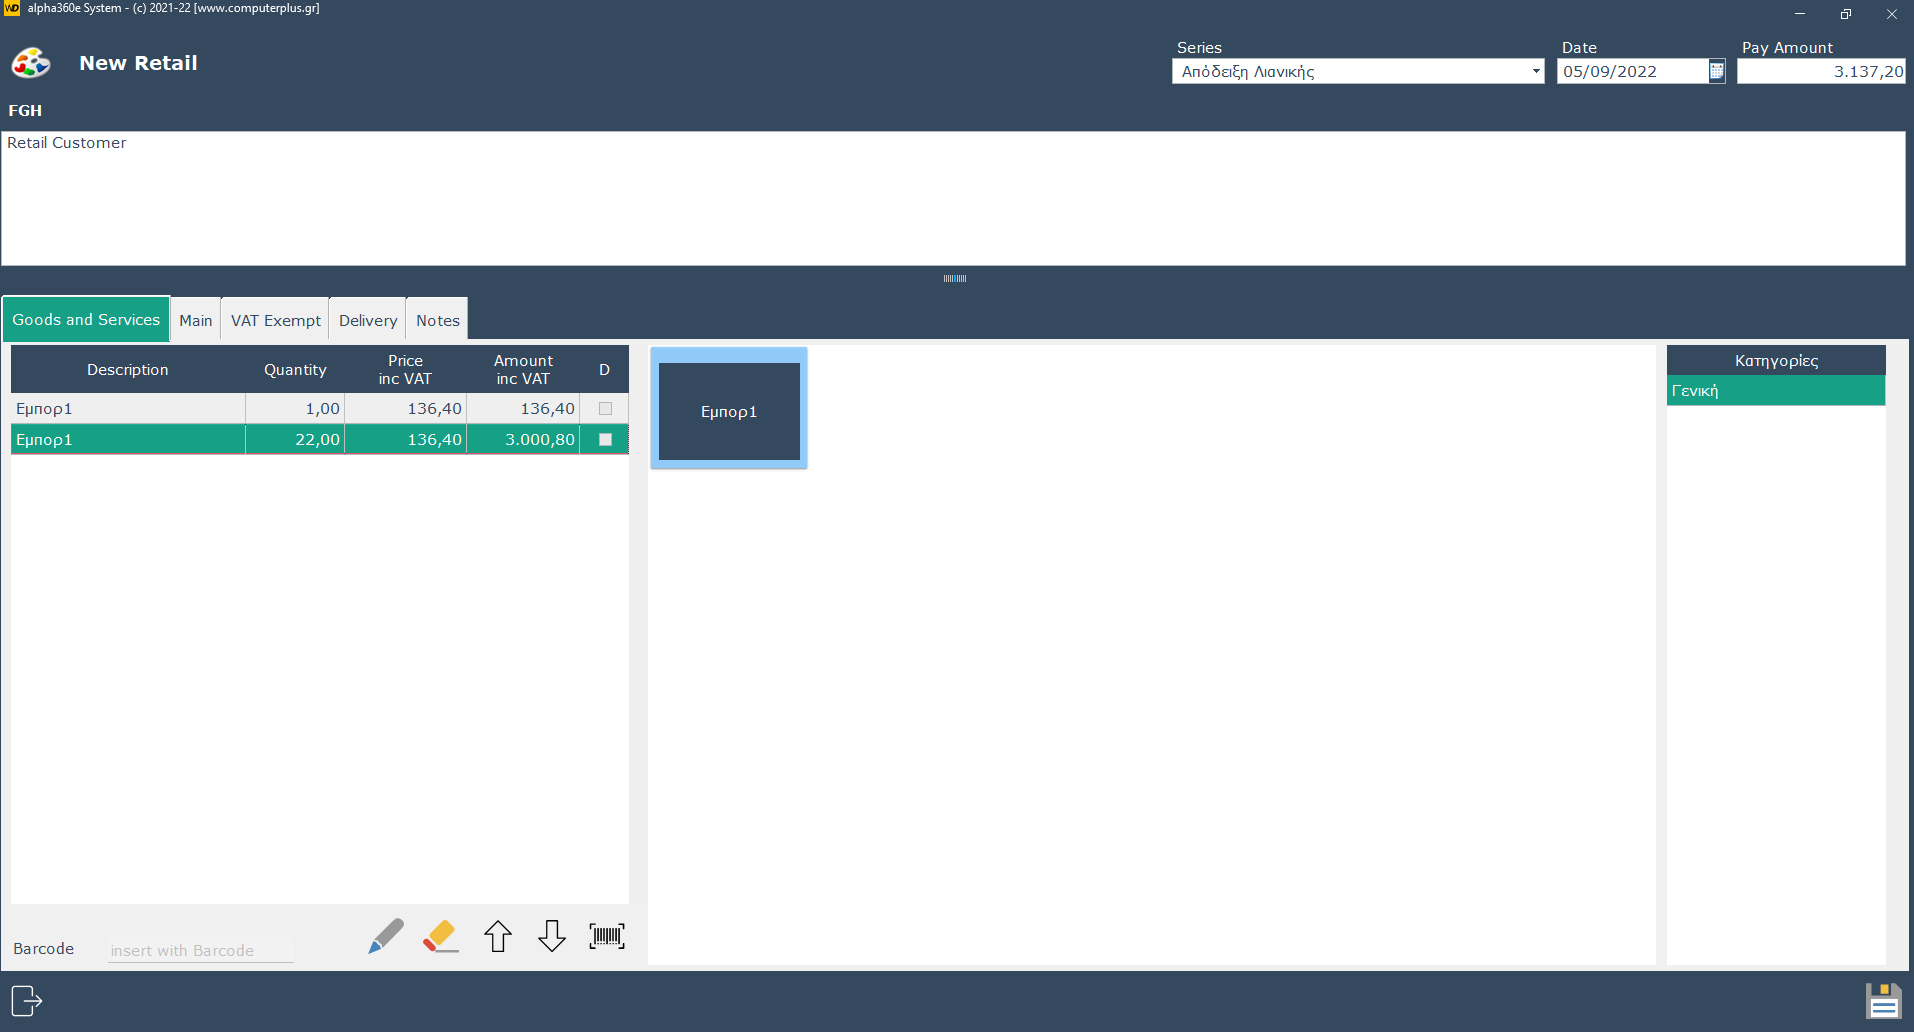 WD alpha360e System - (c) 2021-22 [www.computerplus.gr]
New Retail
Series
Απόδειξη Λιανικής
Date
05/09/2022
Pay Amount
3.137,20
FGH
Retail Customer
Goods and Services Main VAT Exempt Delivery Notes
Description Quantity Price inc VAT Amount inc VAT D
Εμπορ1 1,00 136,40 136,40
Εμπορ1 22,00 136,40 3.000,80
Εμπορ1
Κατηγορίες
Γενική
Barcode insert with Barcode